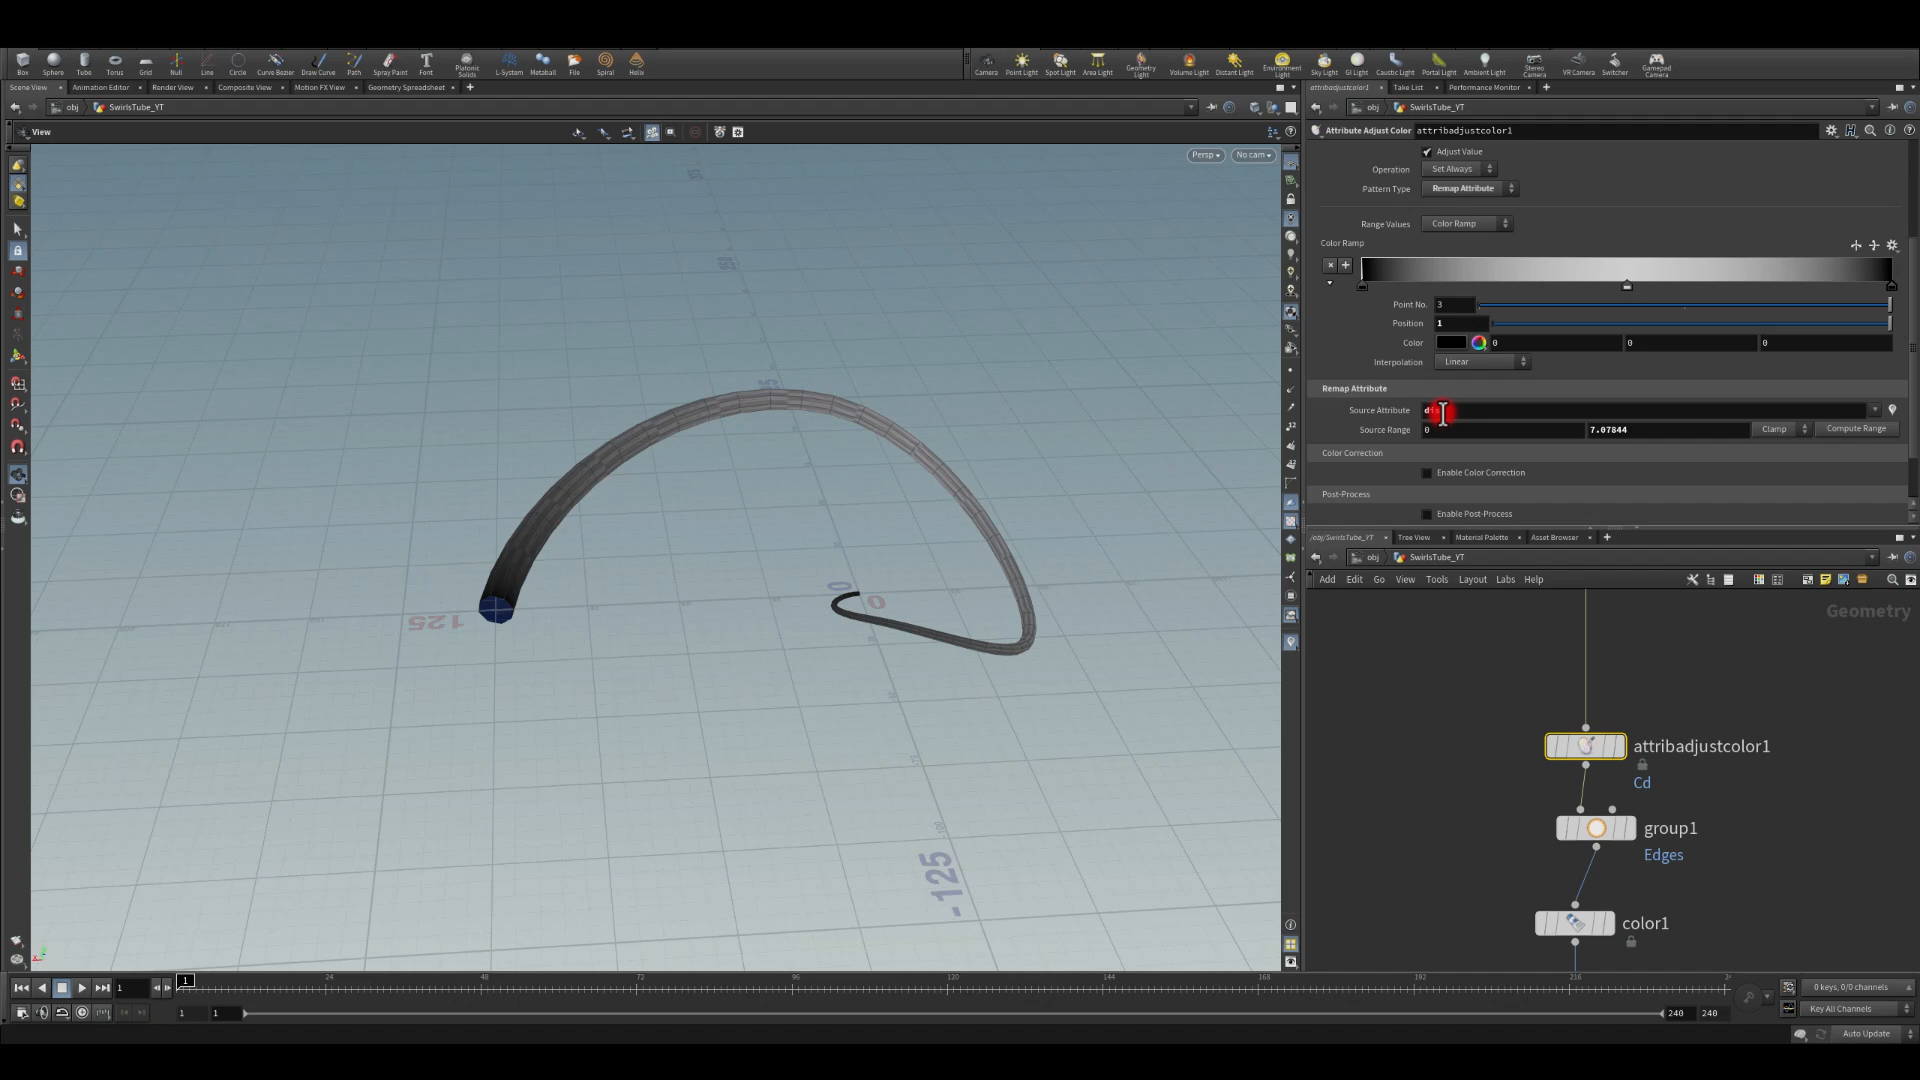 Box Sphere Tube Torus Grid Null Line Circle Curve Bezier Draw Curve Path Spray Paint Font Platonic Solids L-System Metaball File Spiral Helix
Camera Point Light Spot Light Area Light Geometry Light Volume Light Distant Light Environment Light Sky Light GI Light Caustic Light Portal Light Ambient Light Stereo Camera VR Camera Switcher Gamepad Camera
Scene View × Animation Editor × Render View × Composite View × Motion FX View × Geometry Spreadsheet × +
obj SwirlsTube_YT
View
Persp No cam
125
0
0
-125
attribadjustcolor1 × Take List × Performance Monitor × +
obj SwirlsTube_YT
Attribute Adjust Color attribadjustcolor1
Adjust Value
Operation Set Always
Pattern Type Remap Attribute
Range Values Color Ramp
Color Ramp
Point No. 3
Position 1
Color 0 0 0
Interpolation Linear
Remap Attribute
Source Attribute
Source Range 0 7.07844 Clamp Compute Range
Color Correction
Enable Color Correction
Post-Process
Enable Post-Process
/obj/SwirlsTube_YT × Tree View × Material Palette × Asset Browser × +
obj SwirlsTube_YT
Add Edit Go View Tools Layout Labs Help
Geometry
attribadjustcolor1
Cd
group1
Edges
color1
1 1 24 48 72 96 120 144 168 192 216
1 1 240 240
0 keys, 0/0 channels
Key All Channels
Auto Update